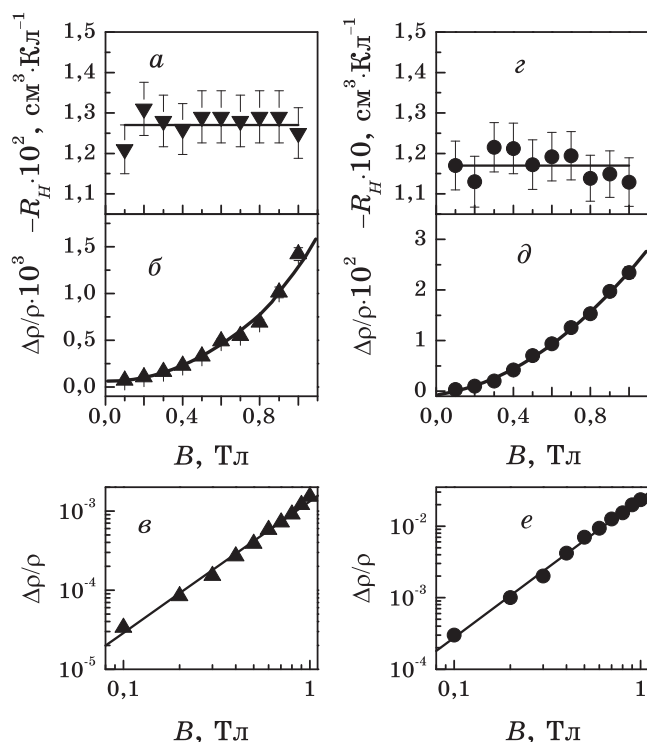 −R_H·10², см³·Кл⁻¹
1,5
1,4
1,3
1,2
1,1
а
−R_H·10, см³·Кл⁻¹
1,5
1,4
1,3
1,2
1,1
г
Δρ/ρ·10³
1,5
1,0
0,5
0,0
б
0,0 0,4 0,8
B, Тл
Δρ/ρ·10²
3
2
1
0
д
0,0 0,4 0,8
B, Тл
Δρ/ρ
10⁻³
10⁻⁴
10⁻⁵
в
0,1 1
B, Тл
Δρ/ρ
10⁻²
10⁻³
10⁻⁴
е
0,1 1
B, Тл